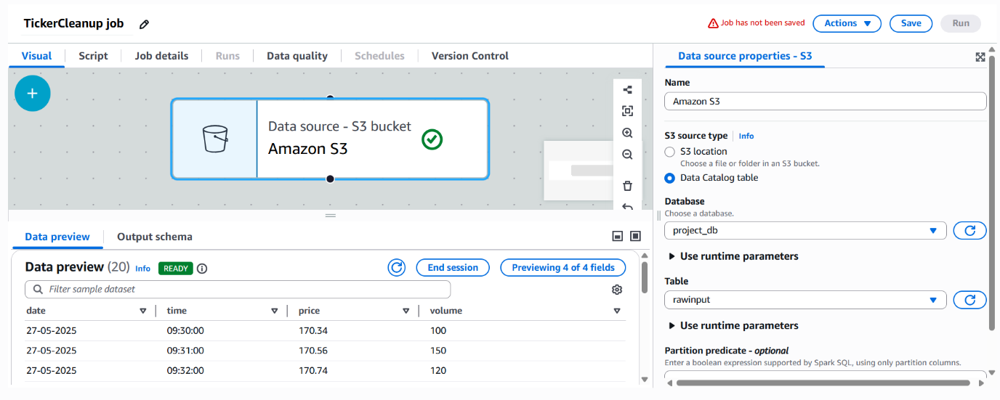 TickerCleanup job
Job has not been saved
Actions
Save
Run
Visual
Script
Job details
Runs
Data quality
Schedules
Version Control
Data source - S3 bucket
Amazon S3
Data preview
Output schema
Data preview (20) Info READY
End session
Previewing 4 of 4 fields
Filter sample dataset
date time price volume
27-05-2025 09:30:00 170.34 100
27-05-2025 09:31:00 170.56 150
27-05-2025 09:32:00 170.74 120
Data source properties - S3
Name
Amazon S3
S3 source type Info
S3 location
Choose a file or folder in an S3 bucket.
Data Catalog table
Database
Choose a database.
project_db
Use runtime parameters
Table
rawinput
Use runtime parameters
Partition predicate - optional
Enter a boolean expression supported by Spark SQL, using only partition columns.